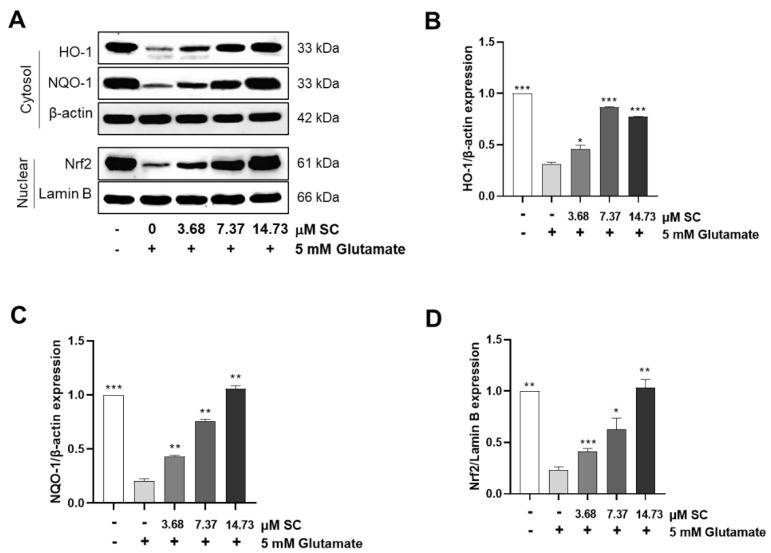 A
Cytosol
HO-1 33 kDa
NQO-1 33 kDa
β-actin 42 kDa
Nuclear
Nrf2 61 kDa
Lamin B 66 kDa
- 0 3.68 7.37 14.73 μM SC
- + + + + 5 mM Glutamate
B
HO-1/β-actin expression
1.5
1.0
0.5
0.0
*** * *** ***
- - 3.68 7.37 14.73 μM SC
- + + + + 5 mM Glutamate
C
NQO-1/β-actin expression
1.5
1.0
0.5
0.0
*** ** ** **
- - 3.68 7.37 14.73 μM SC
- + + + + 5 mM Glutamate
D
Nrf2/Lamin B expression
1.5
1.0
0.5
0.0
** *** * **
- - 3.68 7.37 14.73 μM SC
- + + + + 5 mM Glutamate